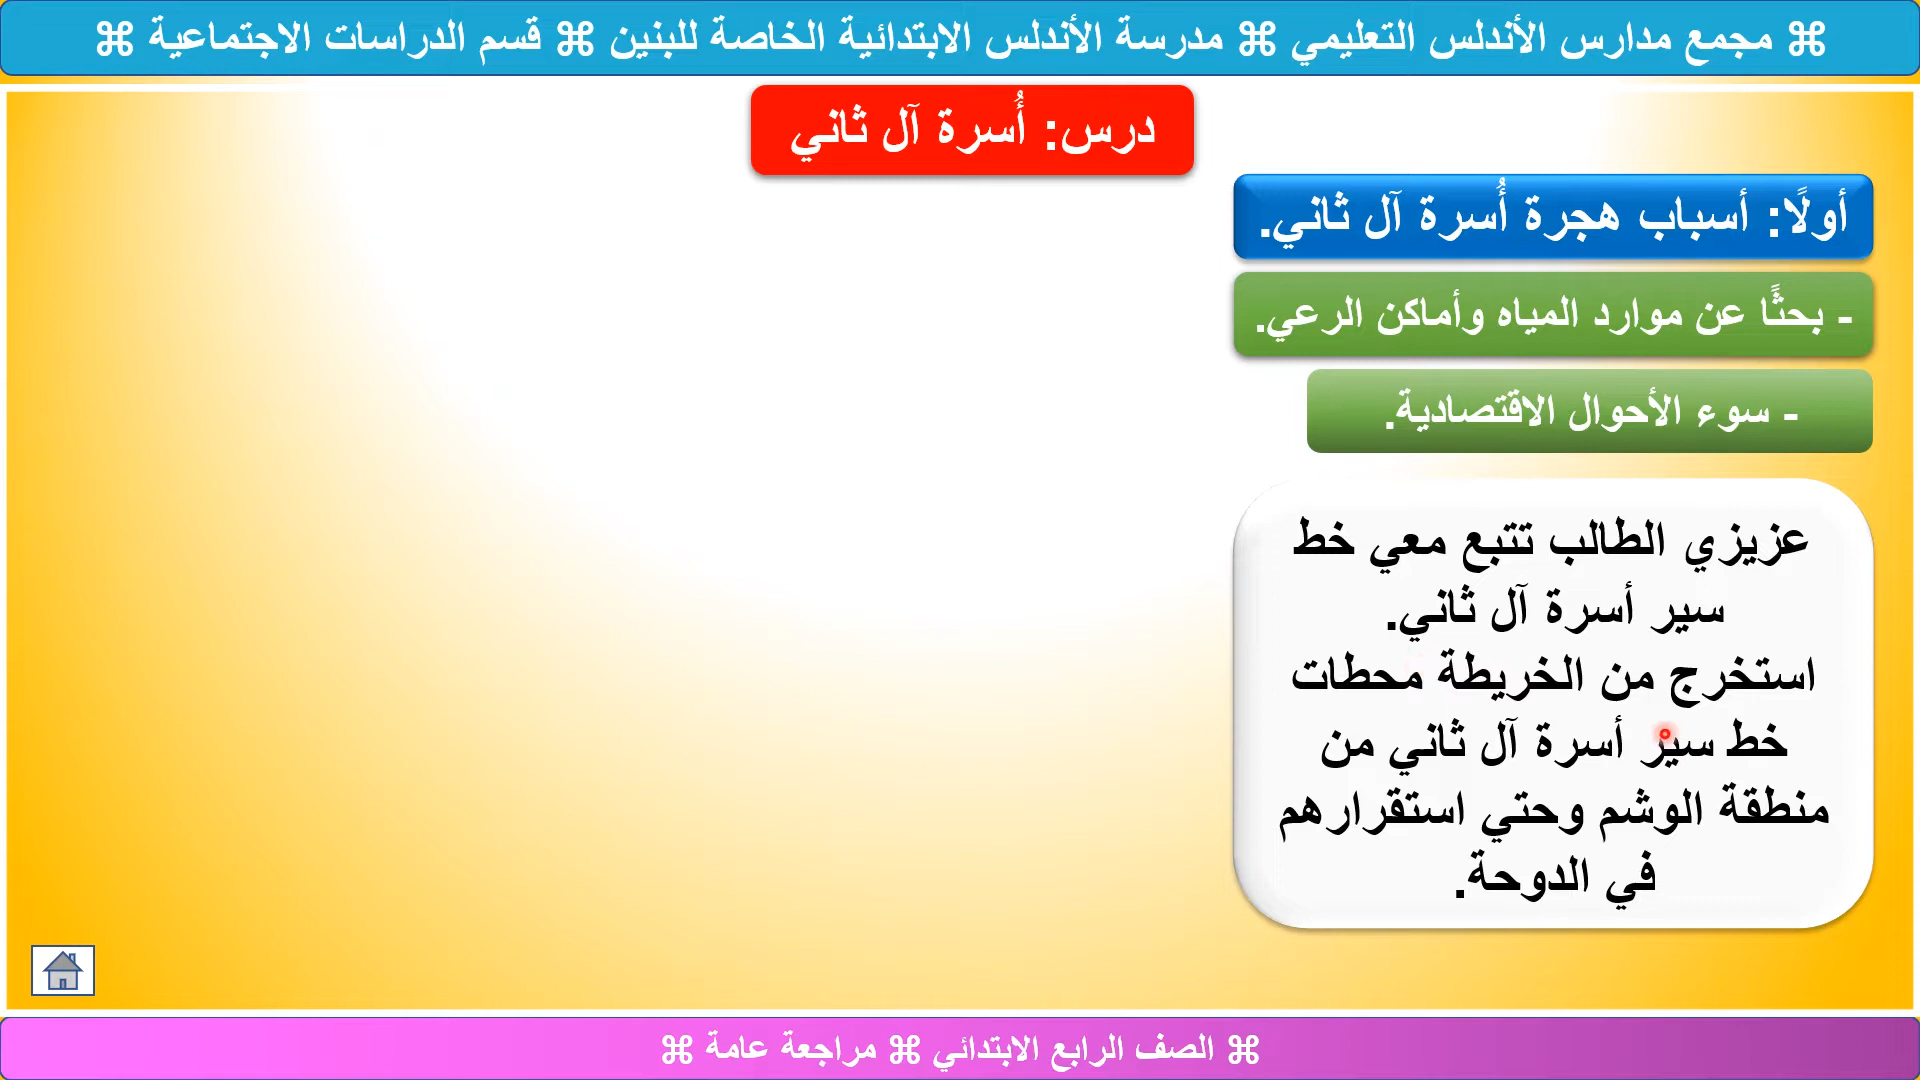 ⌘ مجمع مدارس الأندلس التعليمي ⌘ مدرسة الأندلس الابتدائية الخاصة للبنين ⌘ قسم الدراسات الاجتماعية ⌘
درس: أُسرة آل ثاني
أولًا: أسباب هجرة أُسرة آل ثاني.
- بحثًا عن موارد المياه وأماكن الرعي.
- سوء الأحوال الاقتصادية.
عزيزي الطالب تتبع معي خط
سير أسرة آل ثاني.
استخرج من الخريطة محطات
خط سير أسرة آل ثاني من
منطقة الوشم وحتي استقرارهم
في الدوحة.
⌘ الصف الرابع الابتدائي ⌘ مراجعة عامة ⌘